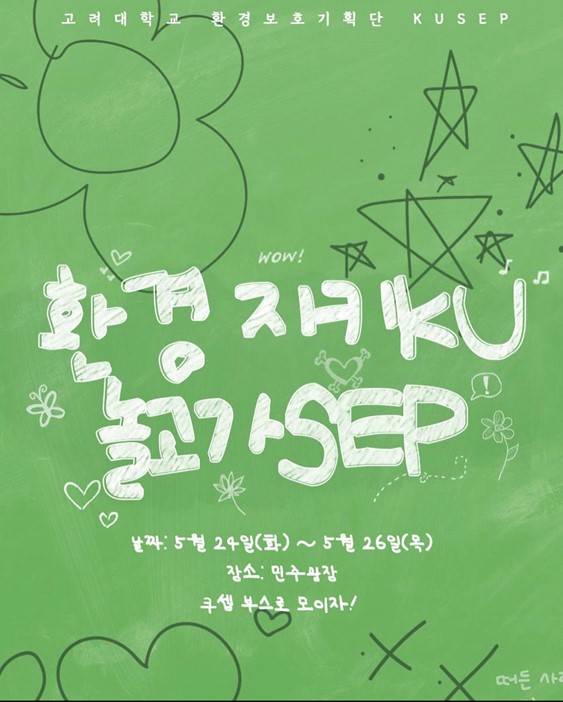 고려대학교 환경보호기획단 KUSEP
wow!
환경 지키KU
놀고가SEP
!
날짜: 5월 24일(화) ~ 5월 26일(목)
장소: 민주광장
쿠셉 부스로 모이자!
떠든 사